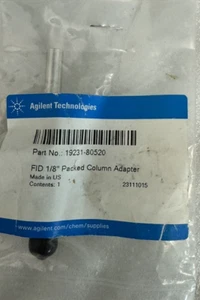 Agilent Technologies
Part No.: 19231-80520
FID 1/8" Packed Column Adapter
Made in US
Contents: 1 23111015
www.agilent.com/chem/supplies